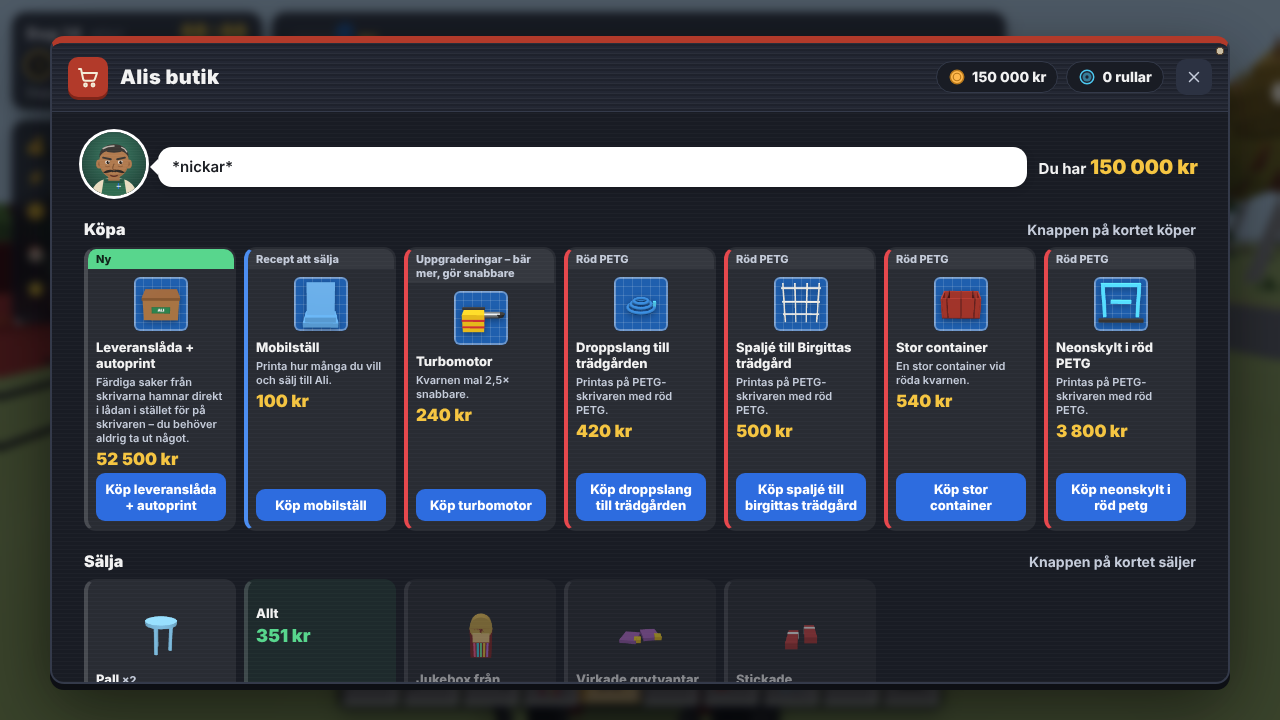 Alis butik
150 000 kr
0 rullar
*nickar*
Du har 150 000 kr
Köpa
Knappen på kortet köper
Ny
ALI
Leveranslåda +
autoprint
Färdiga saker från
skrivarna hamnar direkt
i lådan i stället för på
skrivaren – du behöver
aldrig ta ut något.
52 500 kr
Köp leveranslåda
+ autoprint
Recept att sälja
Mobilställ
Printa hur många du vill
och sälj till Ali.
100 kr
Köp mobilställ
Uppgraderingar – bär
mer, gör snabbare
Turbomotor
Kvarnen mal 2,5×
snabbare.
240 kr
Köp turbomotor
Röd PETG
Droppslang till
trädgården
Printas på PETG-
skrivaren med röd
PETG.
420 kr
Köp droppslang
till trädgården
Röd PETG
Spaljé till Birgittas
trädgård
Printas på PETG-
skrivaren med röd
PETG.
500 kr
Köp spaljé till
birgittas trädgård
Röd PETG
Stor container
En stor container vid
röda kvarnen.
540 kr
Köp stor
container
Röd PETG
Neonskylt i röd
PETG
Printas på PETG-
skrivaren med röd
PETG.
3 800 kr
Köp neonskylt i
röd petg
Sälja
Knappen på kortet säljer
Pall ×2
Allt
351 kr
Jukebox från
Virkade grytvantar
Stickade